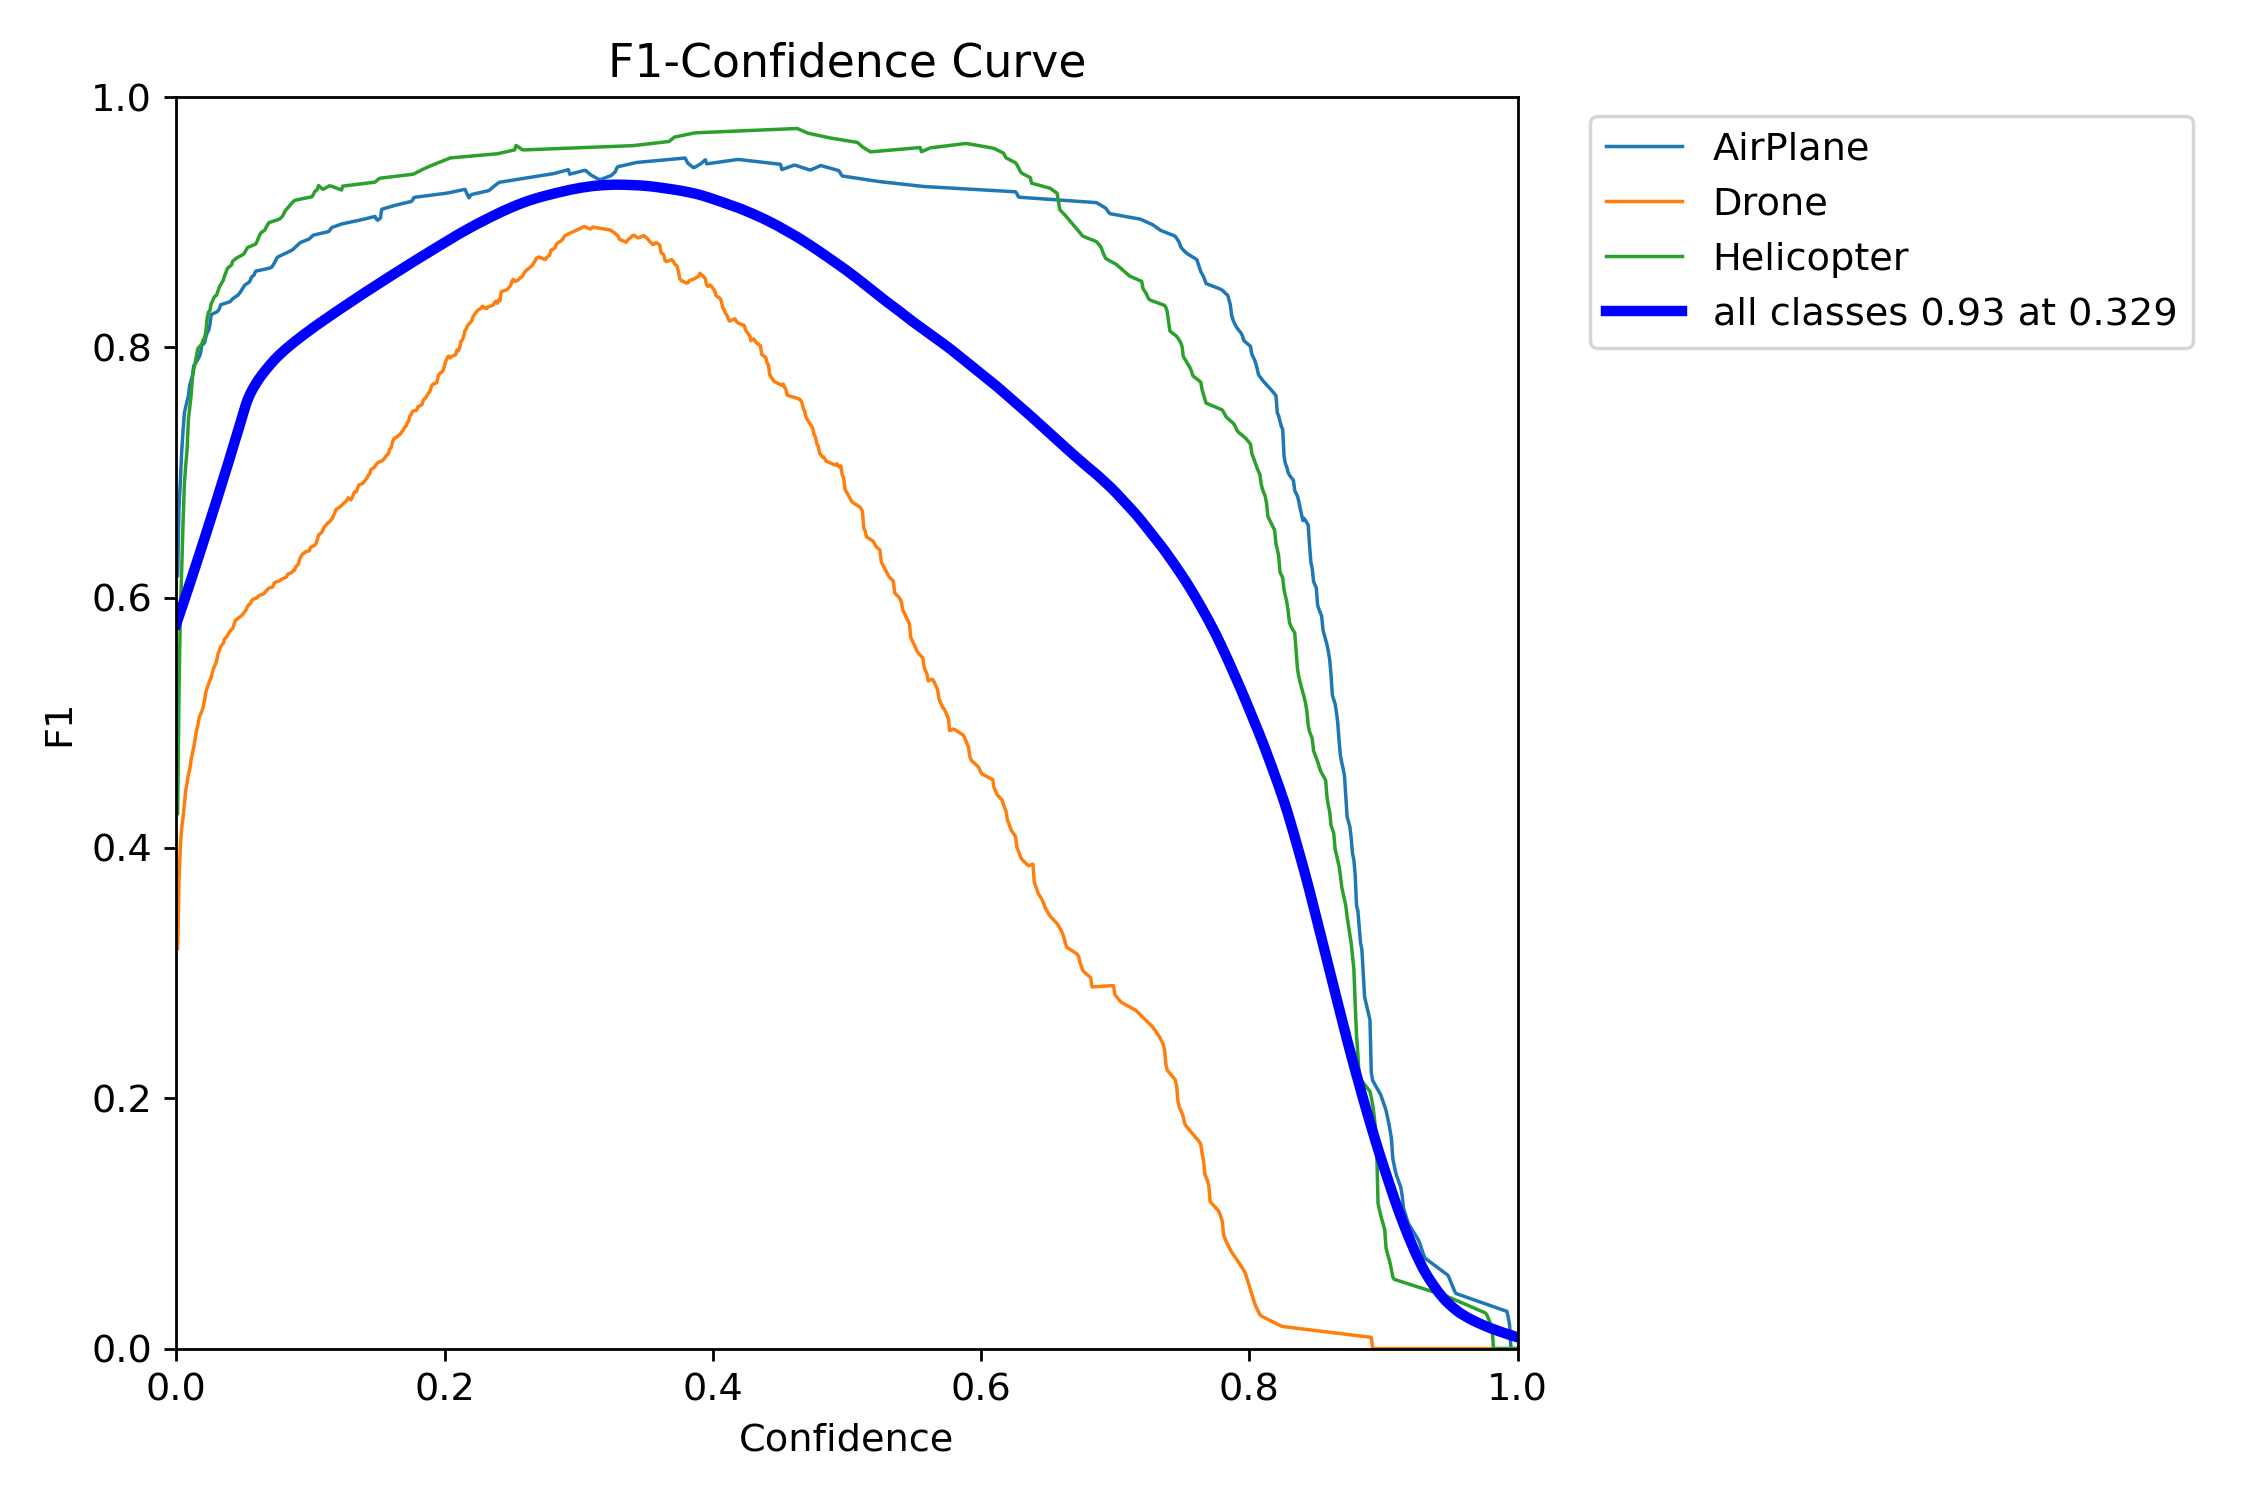 F1-Confidence Curve
1.0
0.8
0.6
0.4
0.2
0.0
F1
0.0 0.2 0.4 0.6 0.8 1.0
Confidence
AirPlane
Drone
Helicopter
all classes 0.93 at 0.329